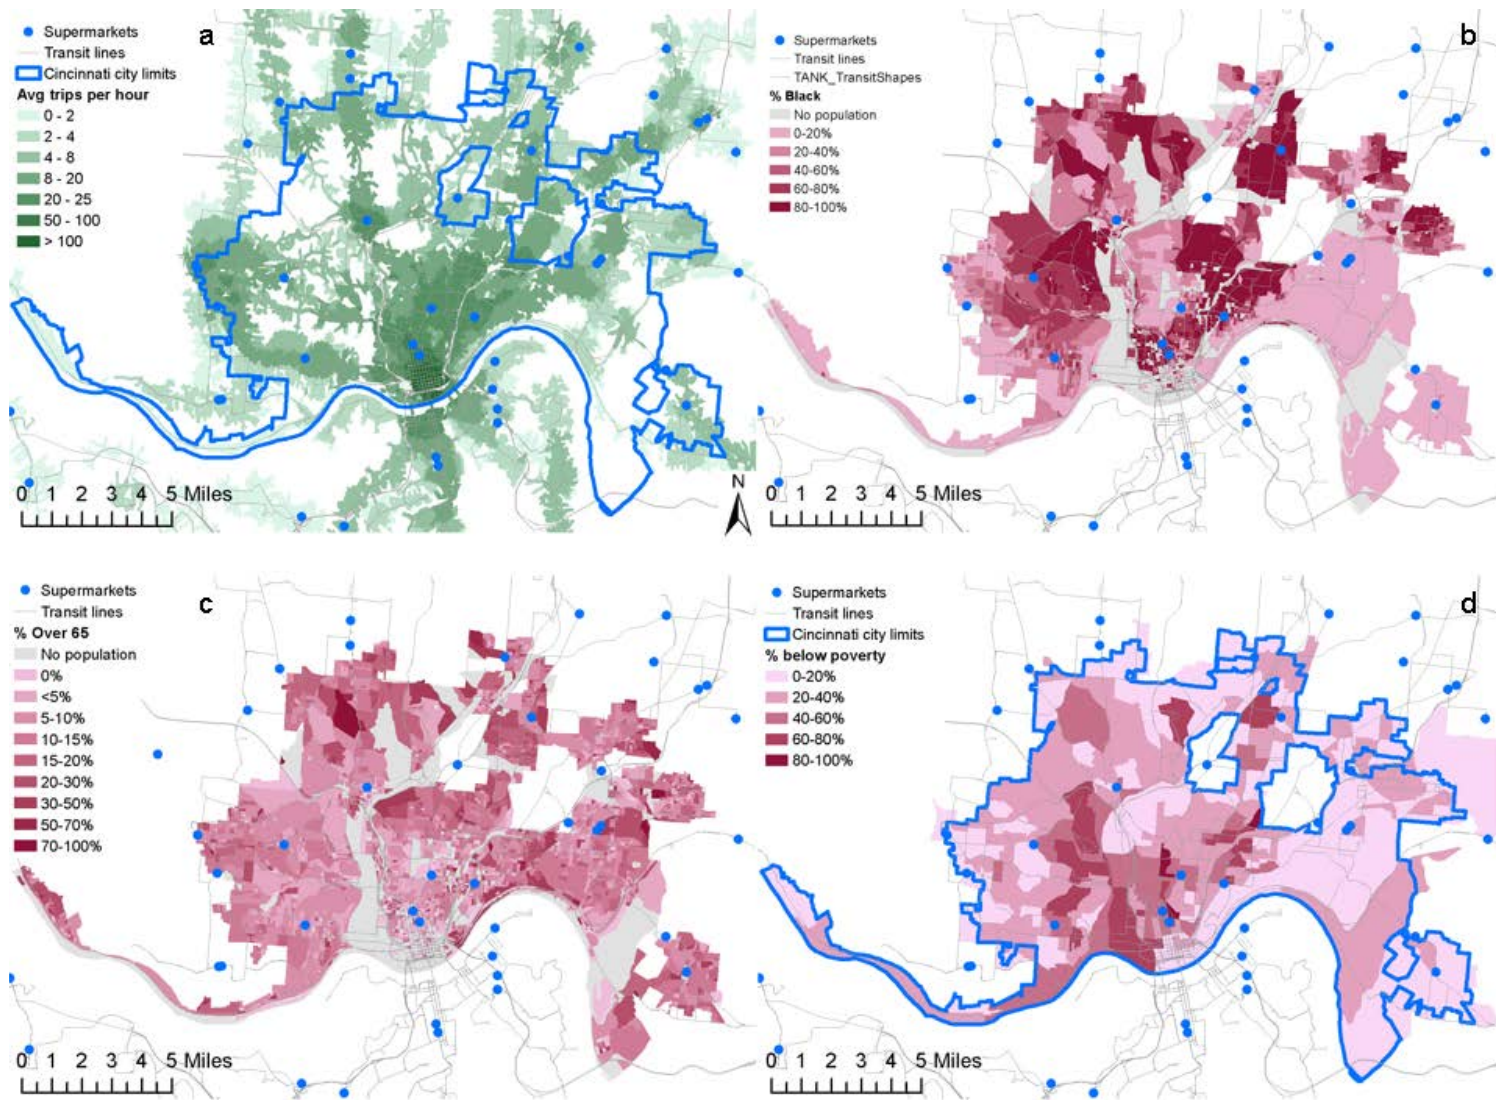 a
Supermarkets
Transit lines
Cincinnati city limits
Avg trips per hour
0 - 2
2 - 4
4 - 8
8 - 20
20 - 25
50 - 100
> 100
0 1 2 3 4 5 Miles
N
b
Supermarkets
Transit lines
TANK_TransitShapes
% Black
No population
0-20%
20-40%
40-60%
60-80%
80-100%
0 1 2 3 4 5 Miles
c
Supermarkets
Transit lines
% Over 65
No population
0%
<5%
5-10%
10-15%
15-20%
20-30%
30-50%
50-70%
70-100%
0 1 2 3 4 5 Miles
d
Supermarkets
Transit lines
Cincinnati city limits
% below poverty
0-20%
20-40%
40-60%
60-80%
80-100%
0 1 2 3 4 5 Miles